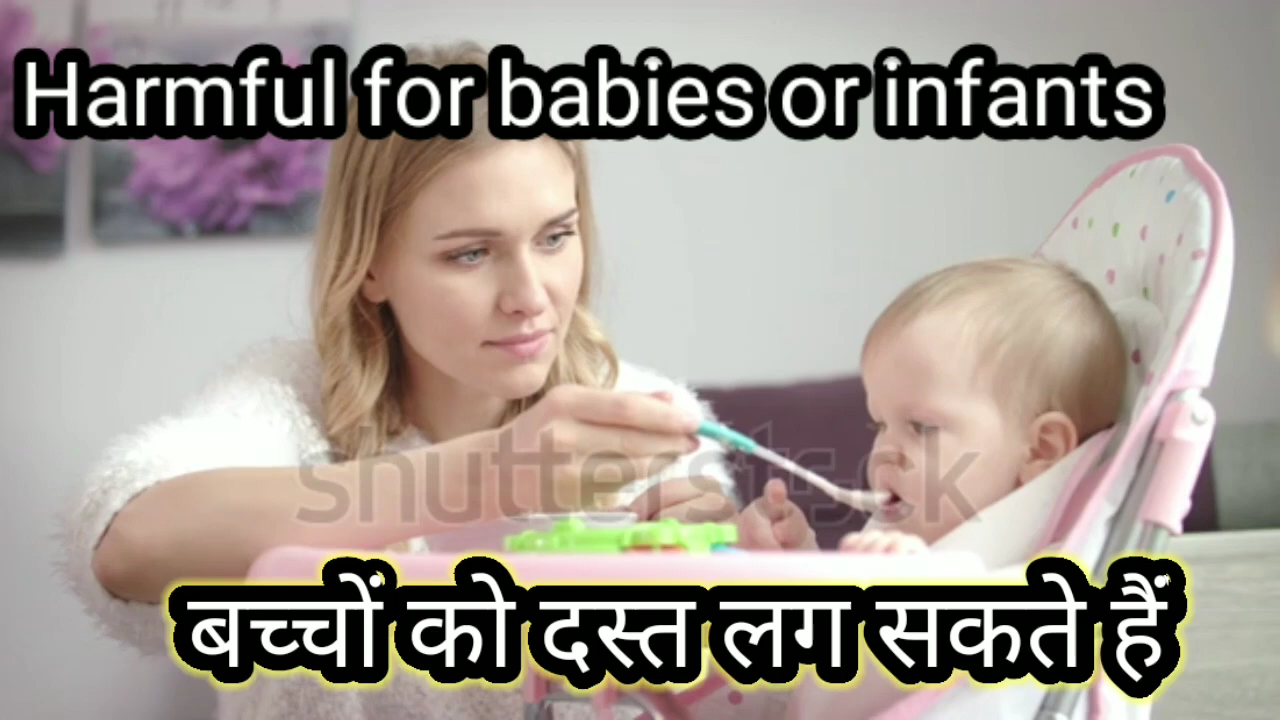 Harmful for babies or infants
shutterstock
बच्चों को दस्त लग सकते हैं